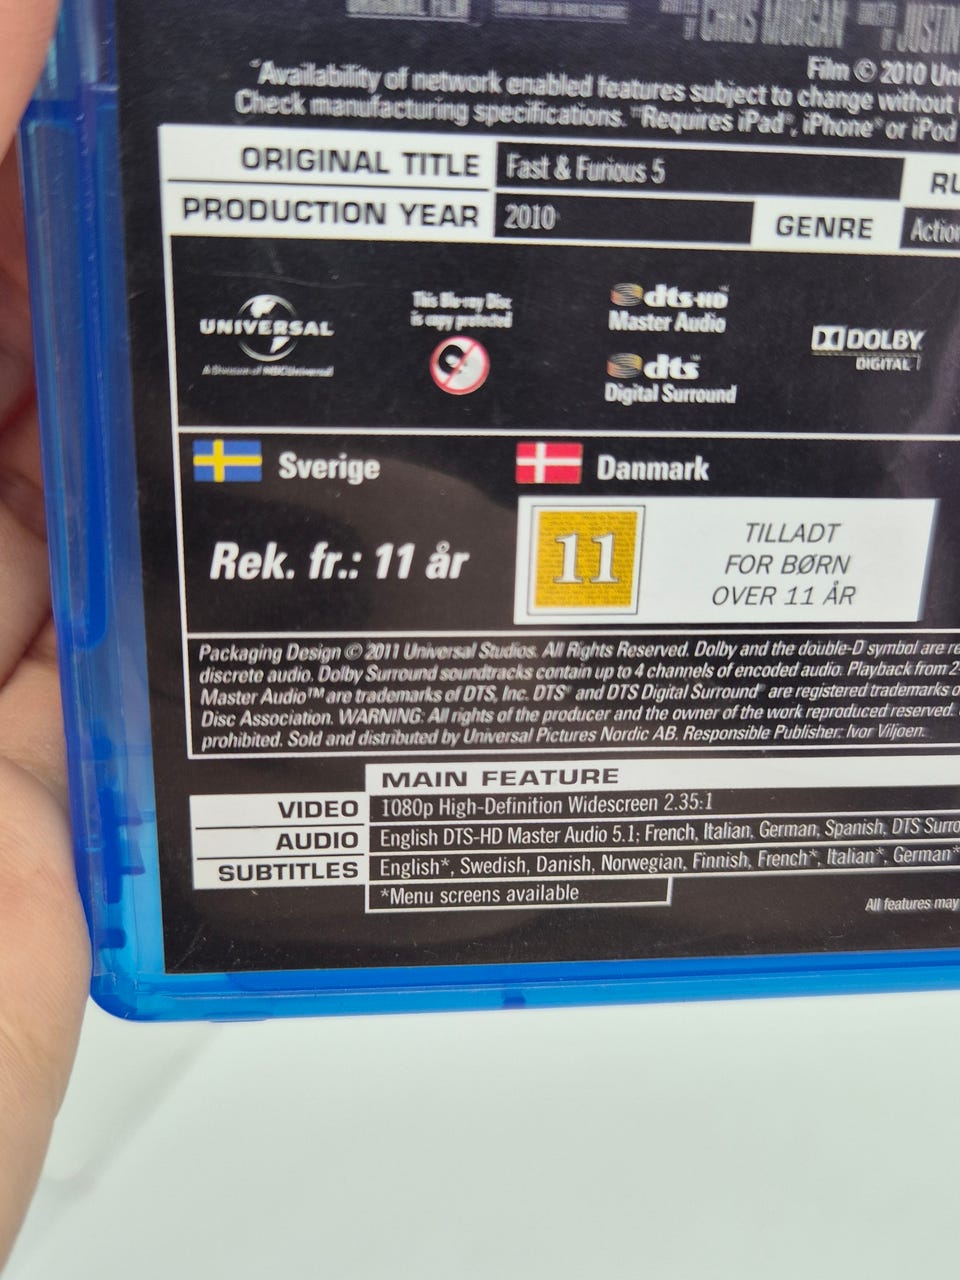 CHRIS MORGAN JUSTIN
Film © 2010 Uni
*Availability of network enabled features subject to change without
Check manufacturing specifications. **Requires iPad®, iPhone® or iPod
ORIGINAL TITLE Fast & Furious 5 RU
PRODUCTION YEAR 2010 GENRE Action
UNIVERSAL
A Division of NBCUniversal
This Blu-ray Disc
is copy protected
dts-HD
Master Audio
dts™
Digital Surround
DOLBY
DIGITAL
Sverige
Danmark
Rek. fr.: 11 år
11
TILLADT
FOR BØRN
OVER 11 ÅR
Packaging Design © 2011 Universal Studios. All Rights Reserved. Dolby and the double-D symbol are re
discrete audio. Dolby Surround soundtracks contain up to 4 channels of encoded audio. Playback from 2-
Master Audio™ are trademarks of DTS, Inc. DTS® and DTS Digital Surround® are registered trademarks o
Disc Association. WARNING: All rights of the producer and the owner of the work reproduced reserved.
prohibited. Sold and distributed by Universal Pictures Nordic AB. Responsible Publisher: Ivor Viljoen.
MAIN FEATURE
VIDEO 1080p High-Definition Widescreen 2.35:1
AUDIO English DTS-HD Master Audio 5.1; French, Italian, German, Spanish, DTS Surro
SUBTITLES English*, Swedish, Danish, Norwegian, Finnish, French*, Italian*, German*
*Menu screens available
All features may